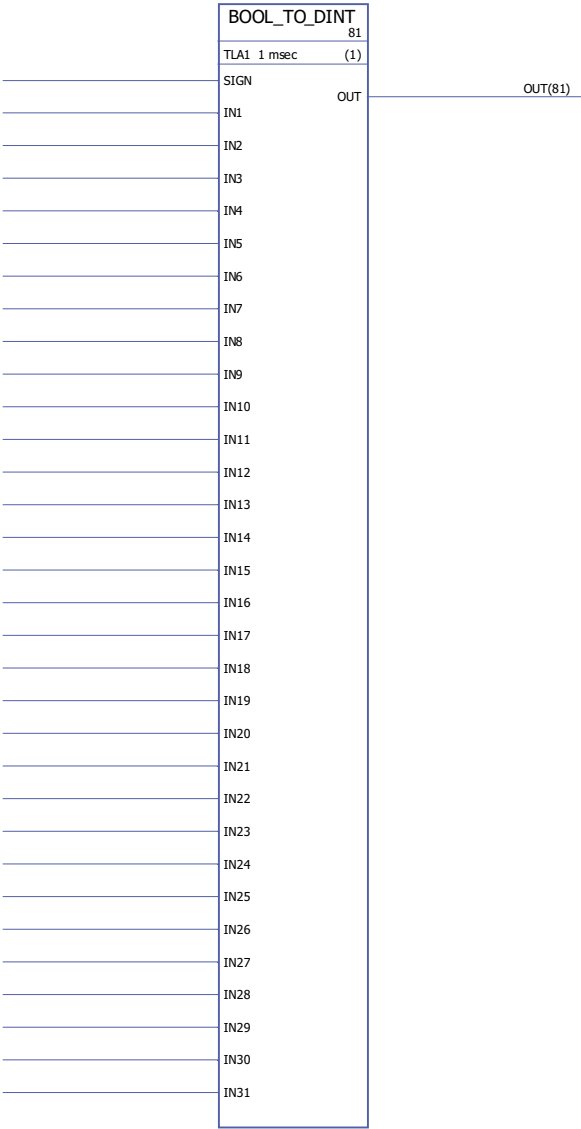 BOOL_TO_DINT
81
TLA1 1 msec (1)
SIGN
OUT
OUT(81)
IN1
IN2
IN3
IN4
IN5
IN6
IN7
IN8
IN9
IN10
IN11
IN12
IN13
IN14
IN15
IN16
IN17
IN18
IN19
IN20
IN21
IN22
IN23
IN24
IN25
IN26
IN27
IN28
IN29
IN30
IN31